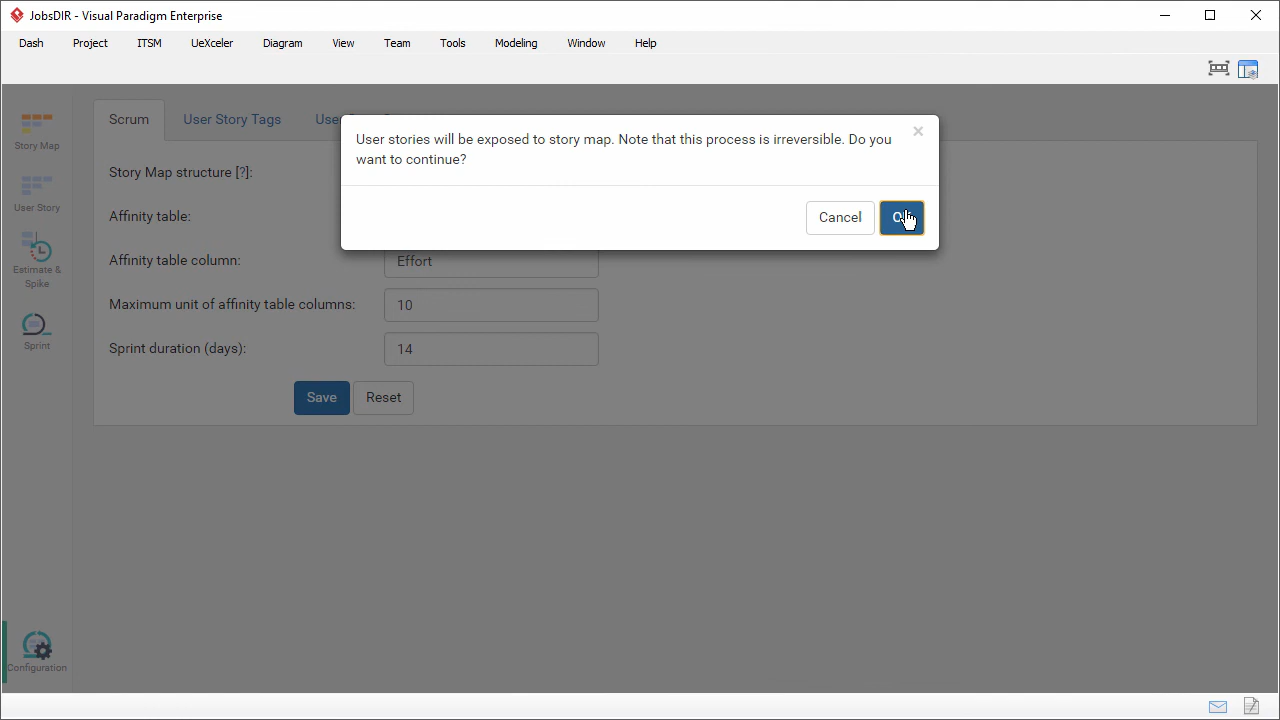 JobsDIR - Visual Paradigm Enterprise
Dash Project ITSM UeXceler Diagram View Team Tools Modeling Window Help
Story Map
User Story
Estimate &
Spike
Sprint
Configuration
Scrum User Story Tags
User stories will be exposed to story map. Note that this process is irreversible. Do you
want to continue?
×
Cancel
Story Map structure [?]:
Affinity table:
Affinity table column: Effort
Maximum unit of affinity table columns: 10
Sprint duration (days): 14
Save Reset